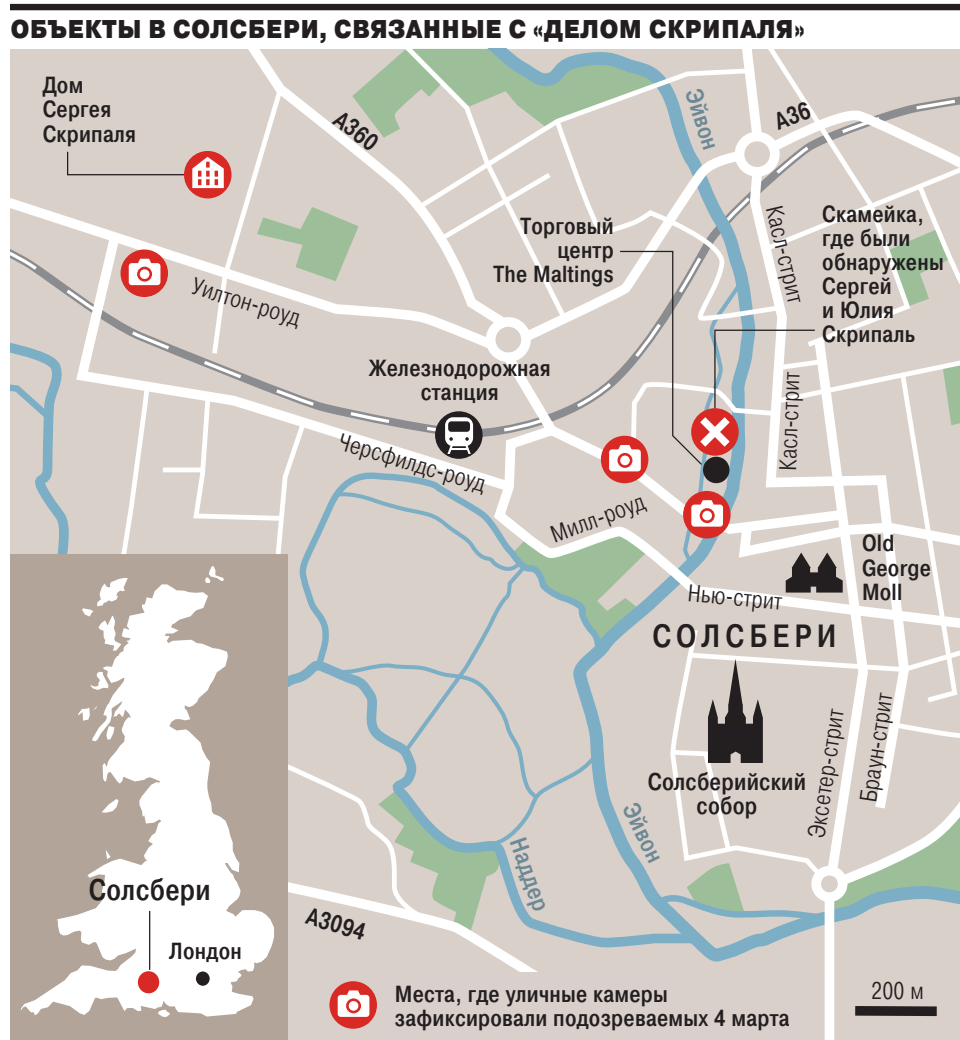 ОБЪЕКТЫ В СОЛСБЕРИ, СВЯЗАННЫЕ С «ДЕЛОМ СКРИПАЛЯ»
Дом
Сергея
Скрипаля
А360
Эйвон
А36
Торговый
центр
The Maltings
Касл-стрит
Скамейка,
где были
обнаружены
Сергей
и Юлия
Скрипаль
Уилтон-роуд
Железнодорожная
станция
Касл-стрит
Черсфилдс-роуд
Милл-роуд
Old
George
Moll
Нью-стрит
СОЛСБЕРИ
Солсберийский
собор
Эксетер-стрит
Браун-стрит
Эйвон
Наддер
А3094
Солсбери
Лондон
Места, где уличные камеры
зафиксировали подозреваемых 4 марта
200 м